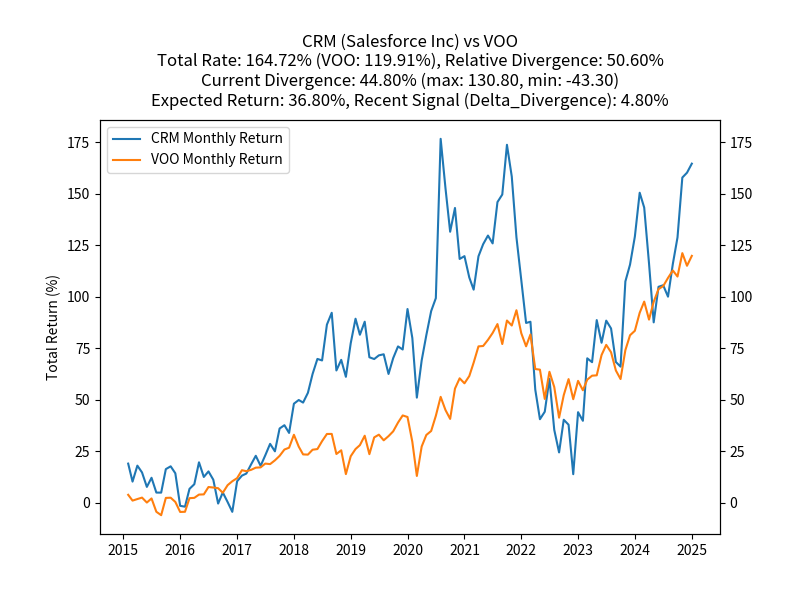 CRM (Salesforce Inc) vs VOO
Total Rate: 164.72% (VOO: 119.91%), Relative Divergence: 50.60%
Current Divergence: 44.80% (max: 130.80, min: -43.30)
Expected Return: 36.80%, Recent Signal (Delta_Divergence): 4.80%
CRM Monthly Return
VOO Monthly Return
Total Return (%)
175 175
150 150
125 125
100 100
75 75
50 50
25 25
0 0
2015 2016 2017 2018 2019 2020 2021 2022 2023 2024 2025